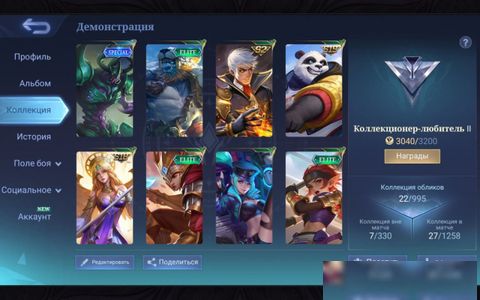 Демонстрация
Профиль
Альбом
Коллекция
История
Поле боя
Социальное
NEW
Аккаунт
SPECIAL
ELITE
ELITE
ELITE
ELITE
Редактировать
Поделиться
?
Коллекционер-любитель II
3040/3200
Награды
Коллекция обликов
22/995
Коллекция вне
матча
7/330
Коллекция в
матче
27/1258